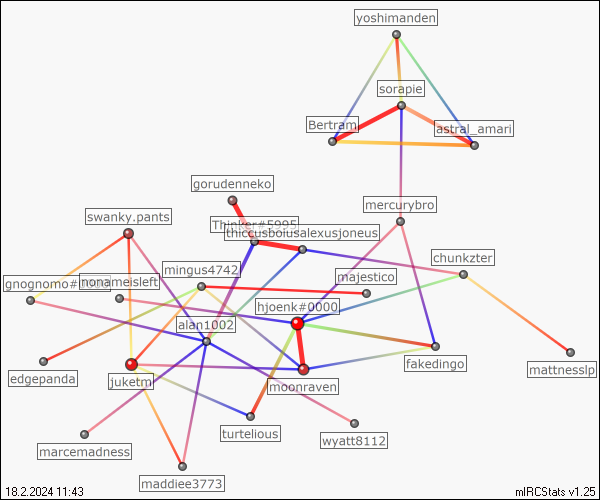 yoshimanden
sorapie
Bertram
astral_amari
gorudenneko
mercurybro
swanky.pants
Thinker#5995
thiccusboiusalexusjoneus
chunkzter
mingus4742
majestico
nonameisleft
hjoenk#0000
alan1002
fakedingo
mattnesslp
edgepanda
juketm
moonraven
turtelious
wyatt8112
marcemadness
maddiee3773
18.2.2024 11:43
mIRCStats v1.25